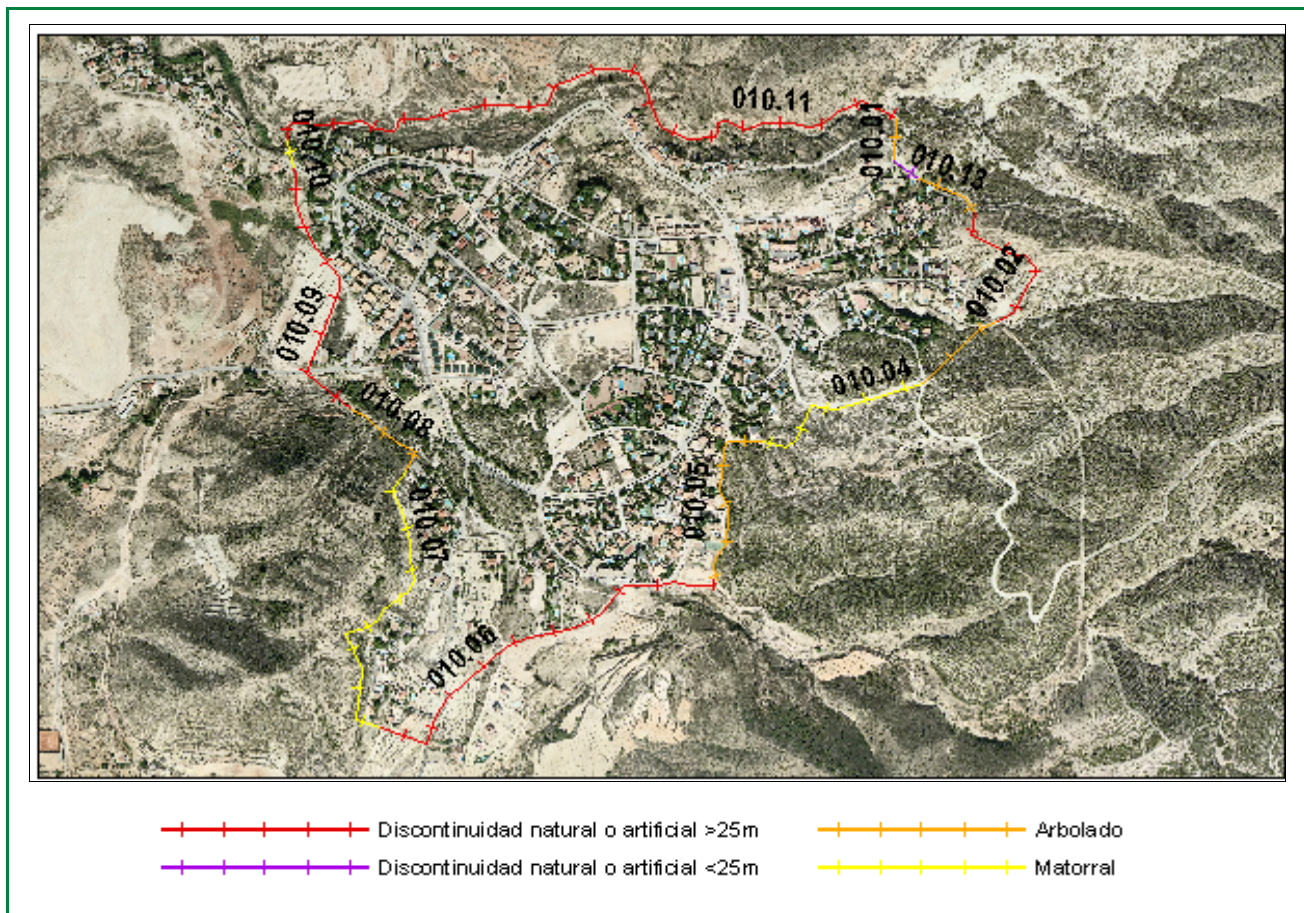 010.11
010.01
010.10
010.13
010.02
010.09
010.04
010.08
010.05
010.07
010.06
Discontinuidad natural o artificial >25m
Arbolado
Discontinuidad natural o artificial <25m
Matorral